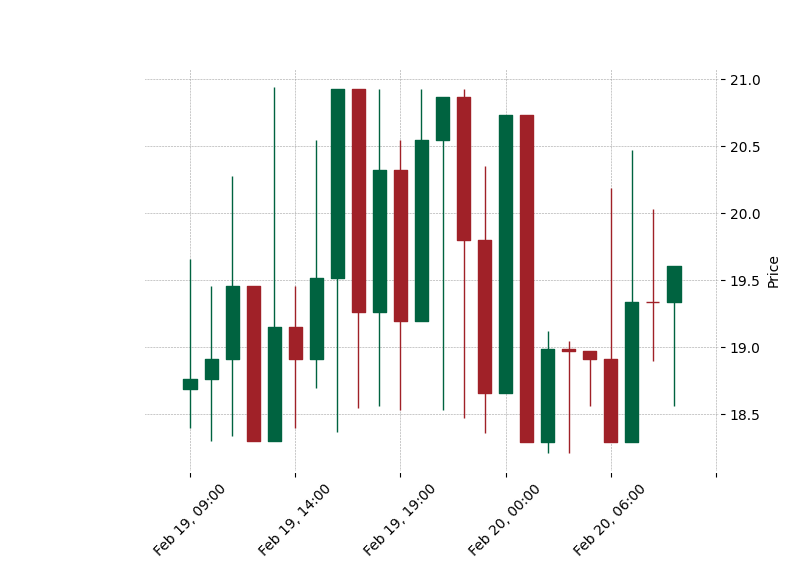 21.0
20.5
20.0
19.5
19.0
18.5
Price
Feb 19, 09:00
Feb 19, 14:00
Feb 19, 19:00
Feb 20, 00:00
Feb 20, 06:00